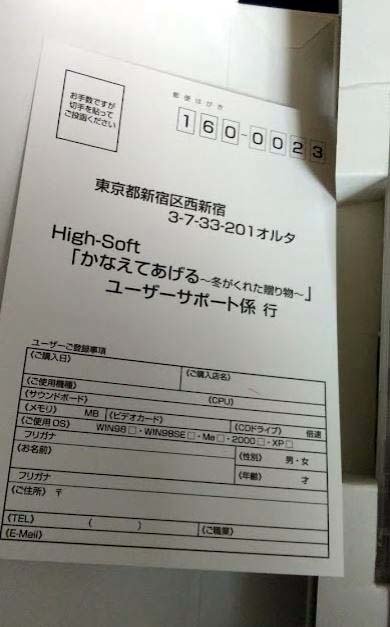 お手数ですが
切手を貼って
ご投函ください
郵便はがき
160-0023
東京都新宿区西新宿
3-7-33-201オルタ
High-Soft
「かなえてあげる～冬がくれた贈り物～」
ユーザーサポート係 行
ユーザーご登録事項
《ご購入日》 《ご購入店名》
《ご使用機種》 《CPU》
《サウンドボード》
《メモリ》 MB 《ビデオカード》 《CDドライブ》 倍速
《ご使用OS》 WIN98□・WIN98SE□・Me□・2000□・XP□
フリガナ
《お名前》 《性別》 男・女
《年齢》 才
フリガナ
《ご住所》 〒
《TEL》 ( ) 《ご職業》
《E-Mail》